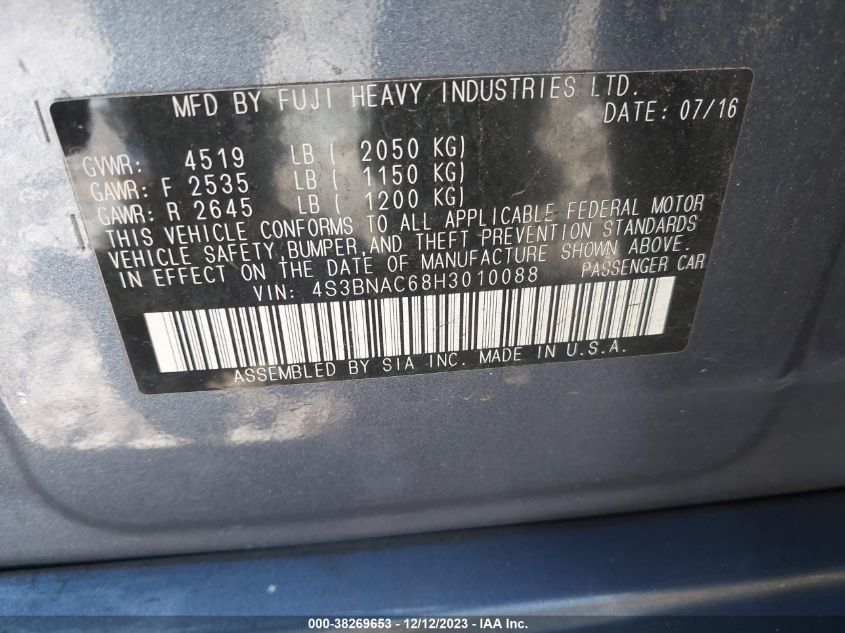 MFD BY FUJI HEAVY INDUSTRIES LTD.
DATE: 07/16
GVWR: 4519 LB ( 2050 KG)
GAWR: F 2535 LB ( 1150 KG)
GAWR: R 2645 LB ( 1200 KG)
THIS VEHICLE CONFORMS TO ALL APPLICABLE FEDERAL MOTOR
VEHICLE SAFETY,BUMPER,AND THEFT PREVENTION STANDARDS
IN EFFECT ON THE DATE OF MANUFACTURE SHOWN ABOVE.
VIN: 4S3BNAC68H3010088 PASSENGER CAR
ASSEMBLED BY SIA INC. MADE IN U.S.A.
000-38269653 - 12/12/2023 - IAA Inc.